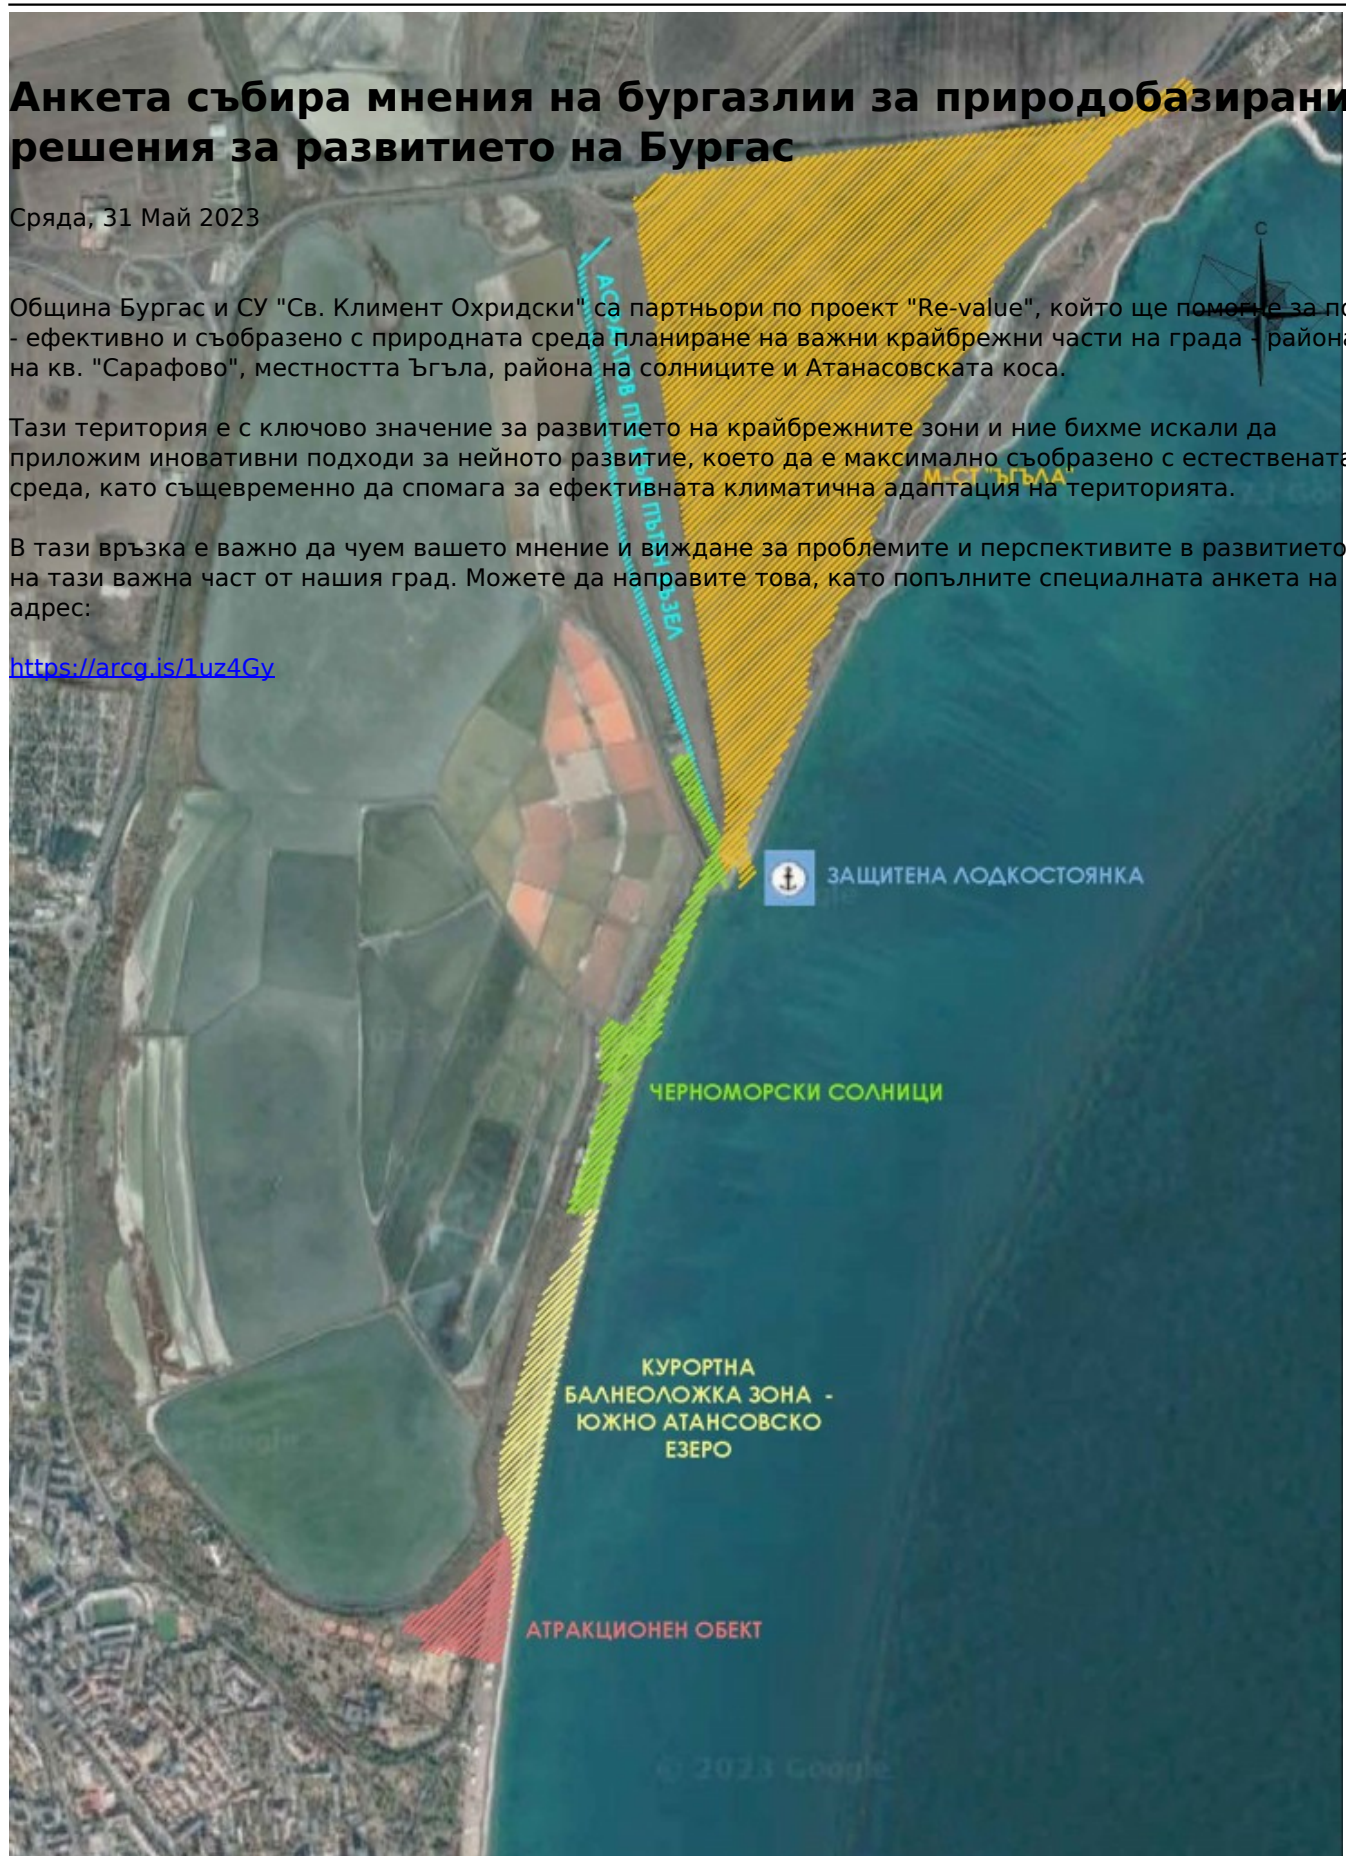 Анкета събира мнения на бургазлии за природобазирани
решения за развитието на Бургас
Сряда, 31 Май 2023
С
Община Бургас и СУ "Св. Климент Охридски" са партньори по проект "Re-value", който ще помогне за по
- ефективно и съобразено с природната среда планиране на важни крайбрежни части на града - района
на кв. "Сарафово", местността Ъгъла, района на солниците и Атанасовската коса.
Тази територия е с ключово значение за развитието на крайбрежните зони и ние бихме искали да
приложим иновативни подходи за нейното развитие, което да е максимално съобразено с естествената
среда, като същевременно да спомага за ефективната климатична адаптация на територията.
М-СТ "ЪГЪЛА"
В тази връзка е важно да чуем вашето мнение и виждане за проблемите и перспективите в развитието
на тази важна част от нашия град. Можете да направите това, като попълните специалната анкета на
адрес:
https://arcg.is/1uz4Gy
ЗАЩИТЕНА ЛОДКОСТОЯНКА
ЧЕРНОМОРСКИ СОЛНИЦИ
КУРОРТНА
БАЛНЕОЛОЖКА ЗОНА -
ЮЖНО АТАНСОВСКО
ЕЗЕРО
АТРАКЦИОНЕН ОБЕКТ
© 2023 Google